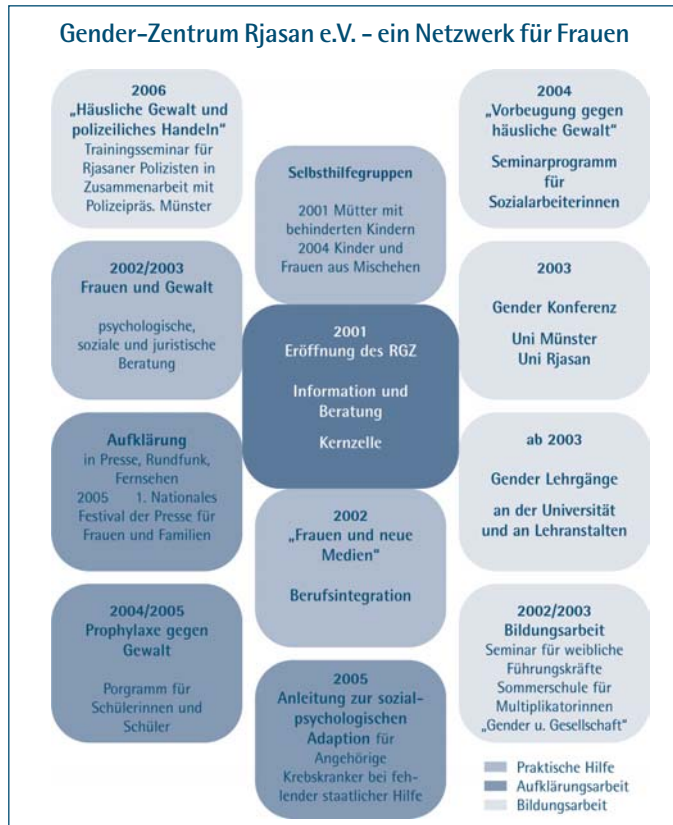 Gender-Zentrum Rjasan e.V. - ein Netzwerk für Frauen
2006
„Häusliche Gewalt und
polizeiliches Handeln"
Trainingsseminar für
Rjasaner Polizisten in
Zusammenarbeit mit
Polizeipräs. Münster
2002/2003
Frauen und Gewalt
psychologische,
soziale und juristische
Beratung
Aufklärung
in Presse, Rundfunk,
Fernsehen
2005 1. Nationales
Festival der Presse für
Frauen und Familien
2004/2005
Prophylaxe gegen
Gewalt
Porgramm für
Schülerinnen und
Schüler
Selbsthilfegruppen
2001 Mütter mit
behinderten Kindern
2004 Kinder und
Frauen aus Mischehen
2001
Eröffnung des RGZ
Information und
Beratung
Kernzelle
2002
„Frauen und neue
Medien"
Berufsintegration
2005
Anleitung zur sozial-
psychologischen
Adaption für
Angehörige
Krebskranker bei feh-
lender staatlicher Hilfe
2004
„Vorbeugung gegen
häusliche Gewalt"
Seminarprogramm
für
Sozialarbeiterinnen
2003
Gender Konferenz
Uni Münster
Uni Rjasan
ab 2003
Gender Lehrgänge
an der Universität
und an Lehranstalten
2002/2003
Bildungsarbeit
Seminar für weibliche
Führungskräfte
Sommerschule für
Multiplikatorinnen
„Gender u. Gesellschaft"
Praktische Hilfe
Aufklärungsarbeit
Bildungsarbeit